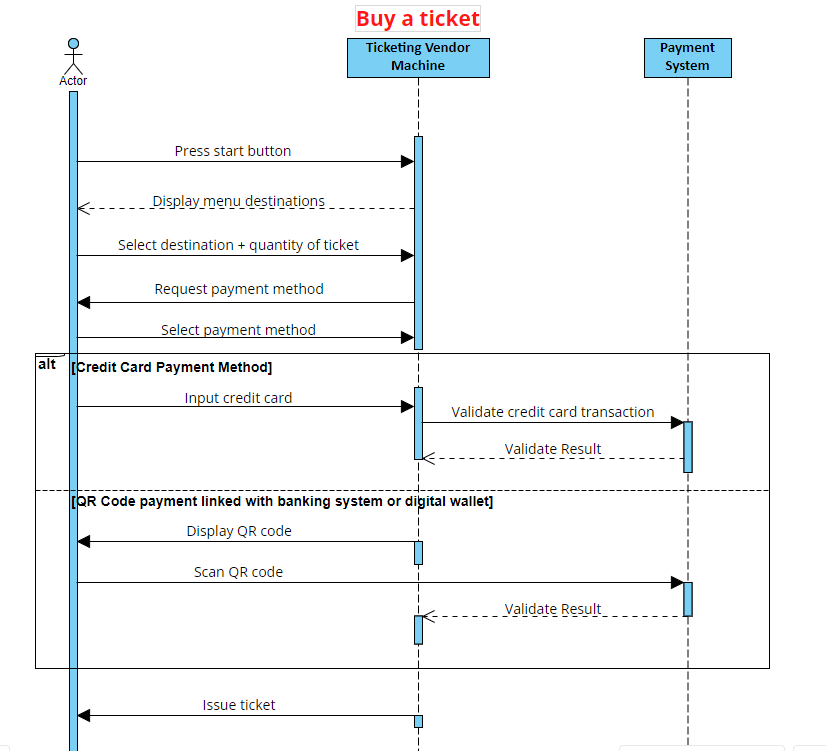 Buy a ticket
Actor
Ticketing Vendor
Machine
Payment
System
Press start button
Display menu destinations
Select destination + quantity of ticket
Request payment method
Select payment method
alt
[Credit Card Payment Method]
Input credit card
Validate credit card transaction
Validate Result
[QR Code payment linked with banking system or digital wallet]
Display QR code
Scan QR code
Validate Result
Issue ticket